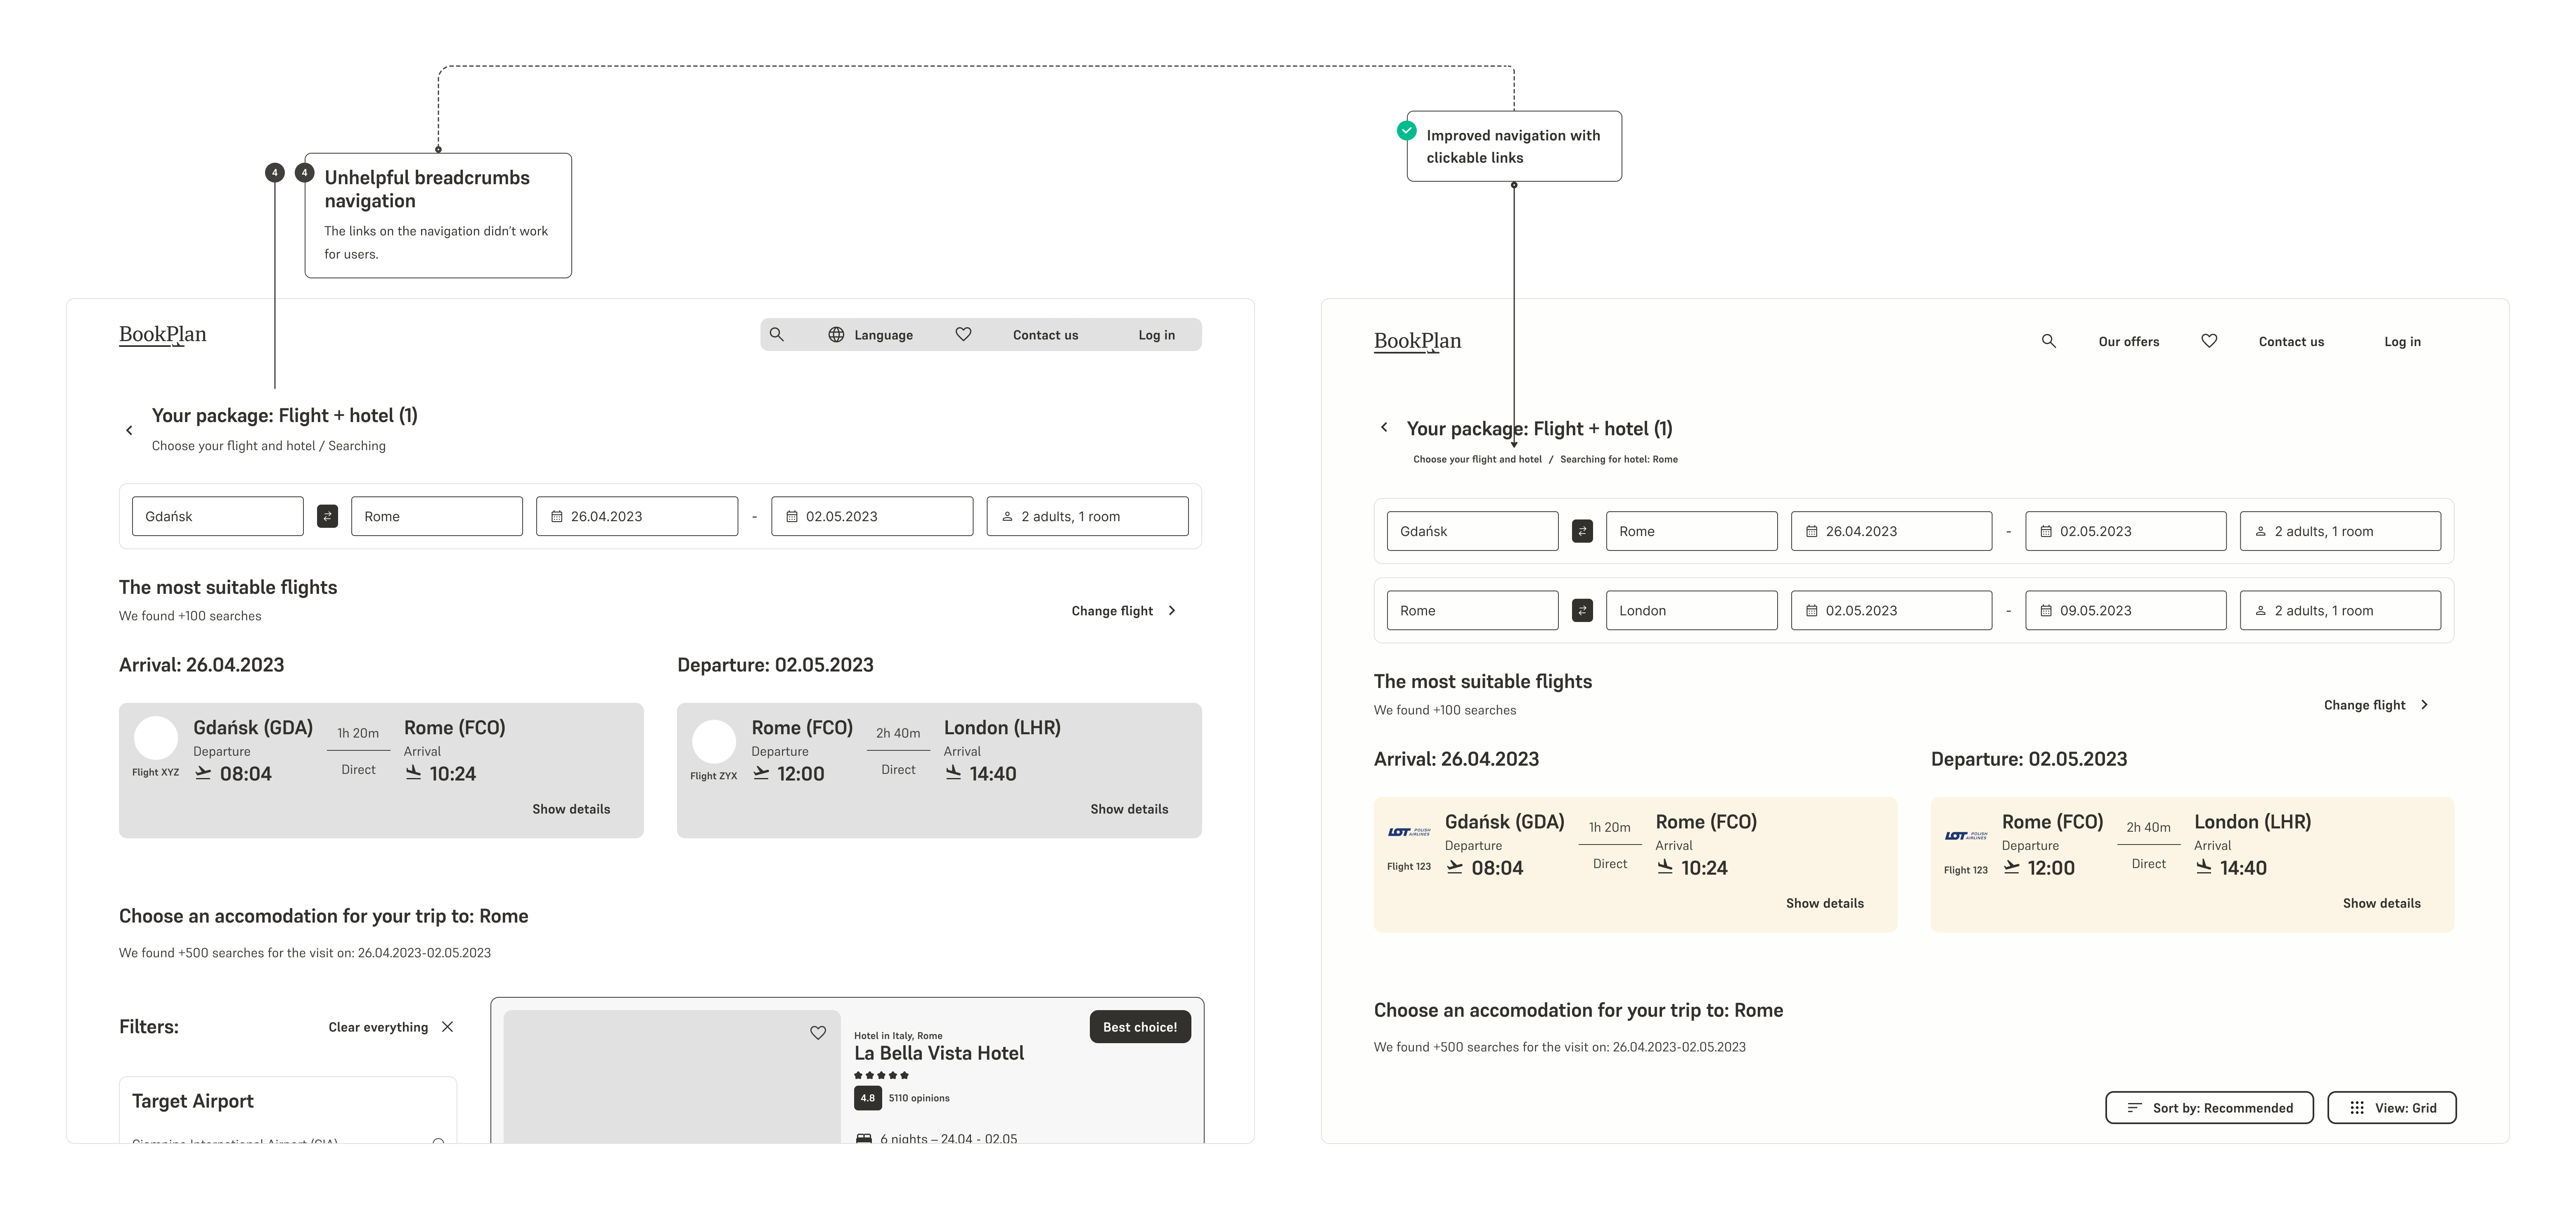 Improved navigation with
clickable links
4
4
Unhelpful breadcrumbs
navigation
The links on the navigation didn't work
for users.
BookPlan
Language
Contact us
Log in
Your package: Flight + hotel (1)
Choose your flight and hotel / Searching
Gdańsk
Rome
26.04.2023
-
02.05.2023
2 adults, 1 room
The most suitable flights
We found +100 searches
Change flight
Arrival: 26.04.2023
Departure: 02.05.2023
Flight XYZ
Gdańsk (GDA)
Departure
08:04
1h 20m
Direct
Rome (FCO)
Arrival
10:24
Show details
Flight ZYX
Rome (FCO)
Departure
12:00
2h 40m
Direct
London (LHR)
Arrival
14:40
Show details
Choose an accomodation for your trip to: Rome
We found +500 searches for the visit on: 26.04.2023-02.05.2023
Filters:
Clear everything
Target Airport
Ciampino International Airport (CIA)
Best choice!
Hotel in Italy, Rome
La Bella Vista Hotel
4.8
5110 opinions
6 nights – 24.04 - 02.05
BookPlan
Our offers
Contact us
Log in
Your package: Flight + hotel (1)
Choose your flight and hotel / Searching for hotel: Rome
Gdańsk
Rome
26.04.2023
-
02.05.2023
2 adults, 1 room
Rome
London
02.05.2023
-
09.05.2023
2 adults, 1 room
The most suitable flights
We found +100 searches
Change flight
Arrival: 26.04.2023
Departure: 02.05.2023
LOT POLISH AIRLINES
Flight 123
Gdańsk (GDA)
Departure
08:04
1h 20m
Direct
Rome (FCO)
Arrival
10:24
Show details
LOT POLISH AIRLINES
Flight 123
Rome (FCO)
Departure
12:00
2h 40m
Direct
London (LHR)
Arrival
14:40
Show details
Choose an accomodation for your trip to: Rome
We found +500 searches for the visit on: 26.04.2023-02.05.2023
Sort by: Recommended
View: Grid